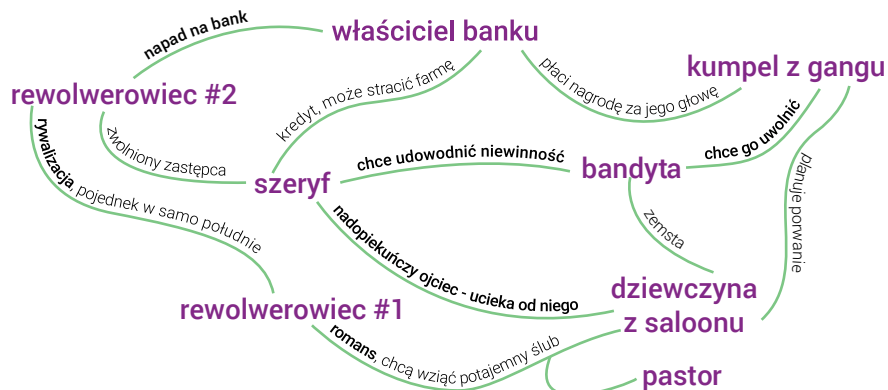 napad na bank
właściciel banku
rewolwerowiec #2
kredyt, może stracić farmę
płaci nagrodę za jego głowę
kumpel z gangu
rywalizacja, pojednek w samo południe
zwolniony zastępca
szeryf
chce udowodnić niewinność
bandyta
chce go uwolnić
planuje porwanie
zemsta
nadopiekuńczy ojciec - ucieka od niego
rewolwerowiec #1
dziewczyna
z saloonu
romans, chcą wziąć potajemny ślub
pastor